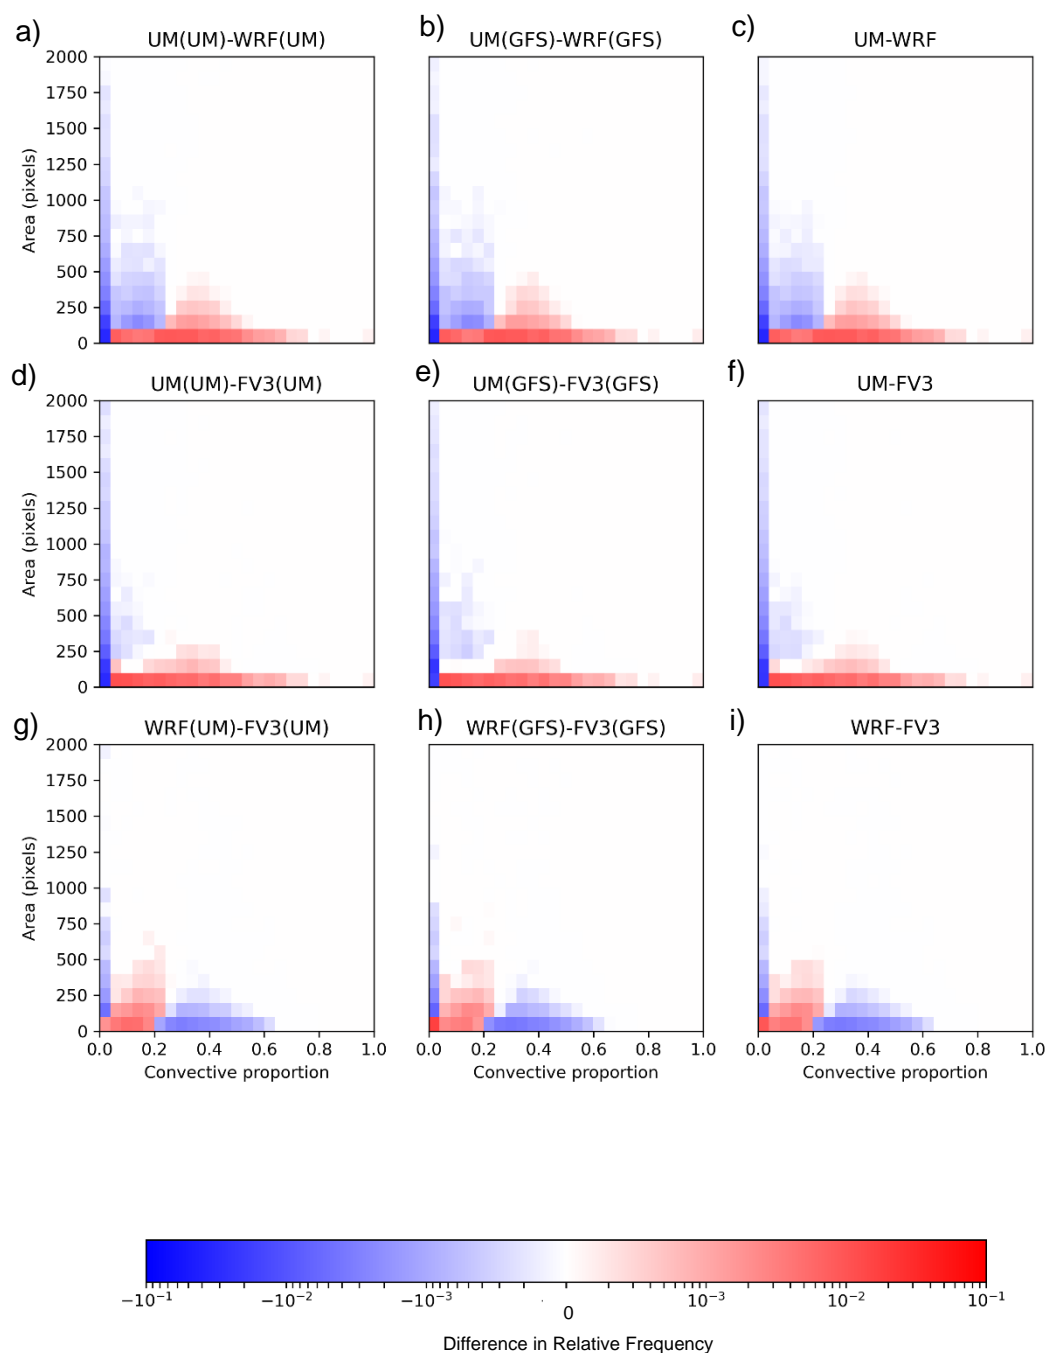 a) b) c)
UM(UM)-WRF(UM) UM(GFS)-WRF(GFS) UM-WRF
2000
1750
1500
1250
1000
750
500
250
0
Area (pixels)
d) e) f)
UM(UM)-FV3(UM) UM(GFS)-FV3(GFS) UM-FV3
2000
1750
1500
1250
1000
750
500
250
0
Area (pixels)
g) h) i)
WRF(UM)-FV3(UM) WRF(GFS)-FV3(GFS) WRF-FV3
2000
1750
1500
1250
1000
750
500
250
0
Area (pixels)
0.0 0.2 0.4 0.6 0.8 1.0 0.0 0.2 0.4 0.6 0.8 1.0 0.0 0.2 0.4 0.6 0.8 1.0
Convective proportion Convective proportion Convective proportion
−10⁻¹ −10⁻² −10⁻³ 0 10⁻³ 10⁻² 10⁻¹
Difference in Relative Frequency